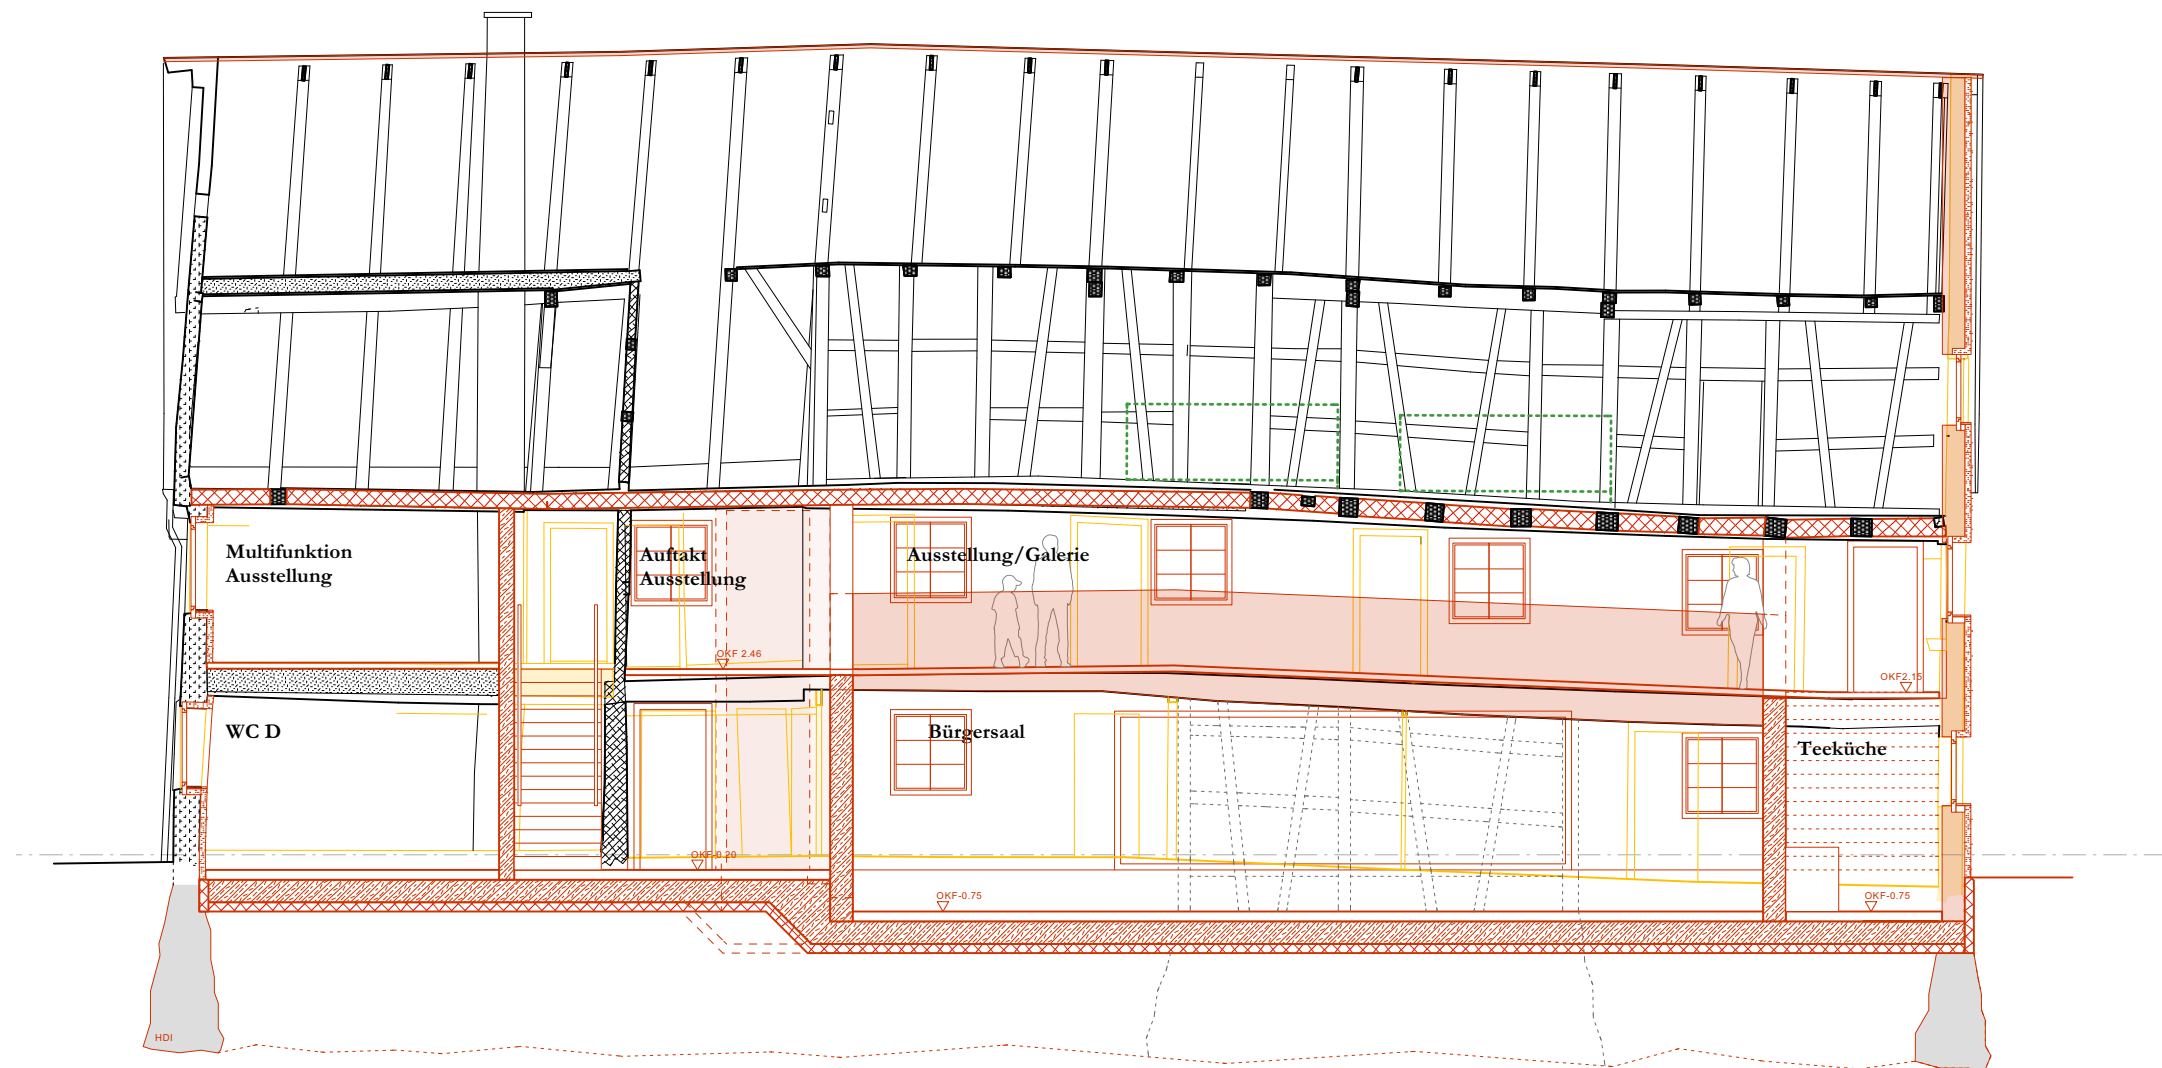 Multifunktion
Ausstellung
Auftakt
Ausstellung
Ausstellung/Galerie
OKF 2.46
OKF2.15
WC D
Bürgersaal
Teeküche
OKF-0.20
OKF-0.75
OKF-0.75
HDI